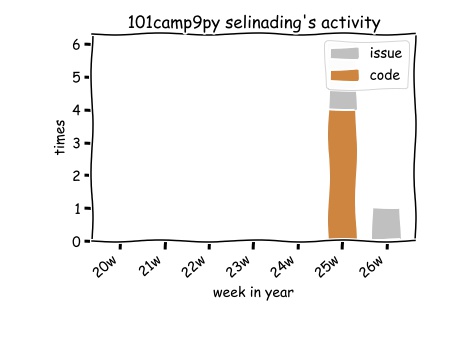 101camp9py selinading's activity
issue
code
6
5
4
3
2
1
0
times
20w 21w 22w 23w 24w 25w 26w
week in year